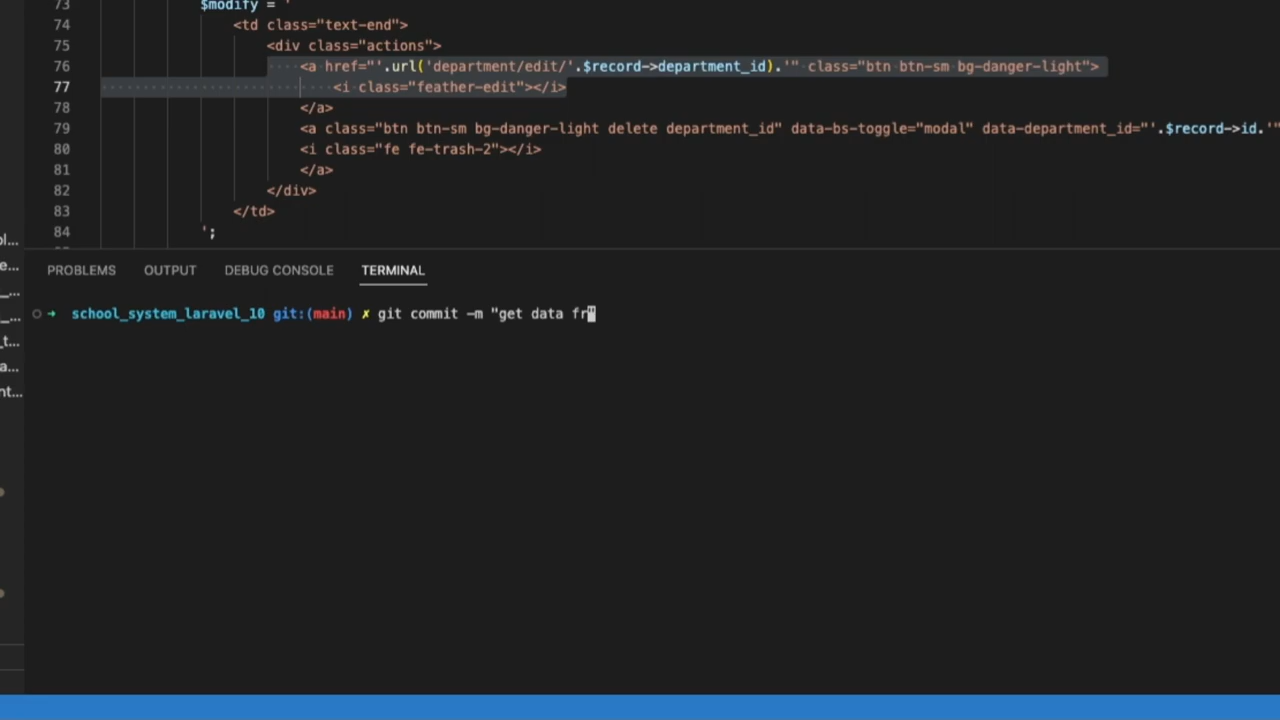 73 $modify = '
74 <td class="text-end">
75 <div class="actions">
76 <a href="'.url('department/edit/'.$record->department_id).'" class="btn btn-sm bg-danger-light">
77 <i class="feather-edit"></i>
78 </a>
79 <a class="btn btn-sm bg-danger-light delete department_id" data-bs-toggle="modal" data-department_id="'.$record->id.'"
80 <i class="fe fe-trash-2"></i>
81 </a>
82 </div>
83 </td>
84 ';
PROBLEMS OUTPUT DEBUG CONSOLE TERMINAL
➜ school_system_laravel_10 git:(main) ✗ git commit -m "get data fr"